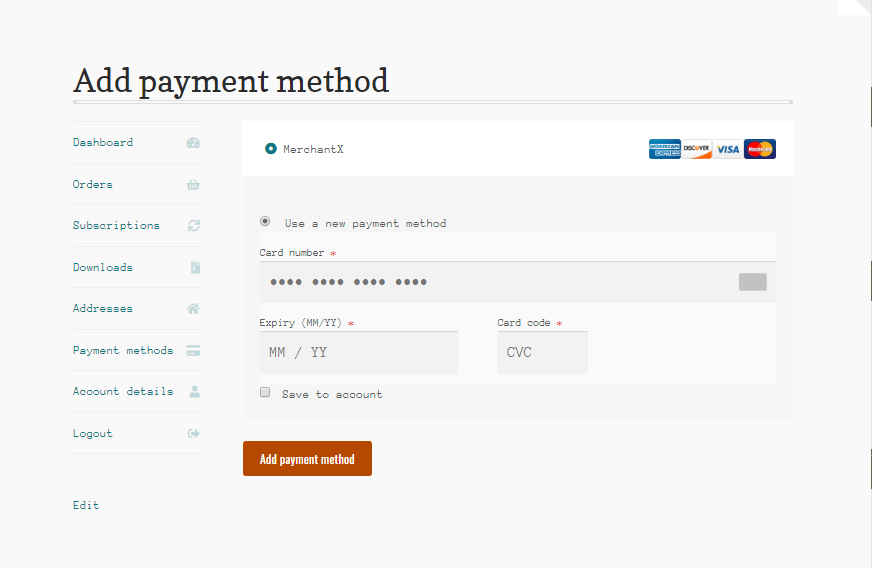 Add payment method
Dashboard
Orders
Subscriptions
Downloads
Addresses
Payment methods
Account details
Logout
Edit
MerchantX
AMERICAN EXPRESS
DISCOVER
VISA
MasterCard
Use a new payment method
Card number *
•••• •••• •••• ••••
Expiry (MM/YY) *
Card code *
MM / YY
CVC
Save to account
Add payment method